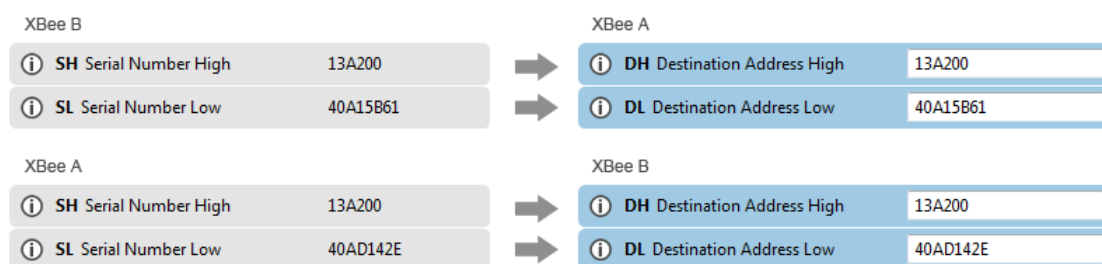 XBee B XBee A
SH Serial Number High 13A200 DH Destination Address High 13A200
SL Serial Number Low 40A15B61 DL Destination Address Low 40A15B61
XBee A XBee B
SH Serial Number High 13A200 DH Destination Address High 13A200
SL Serial Number Low 40AD142E DL Destination Address Low 40AD142E